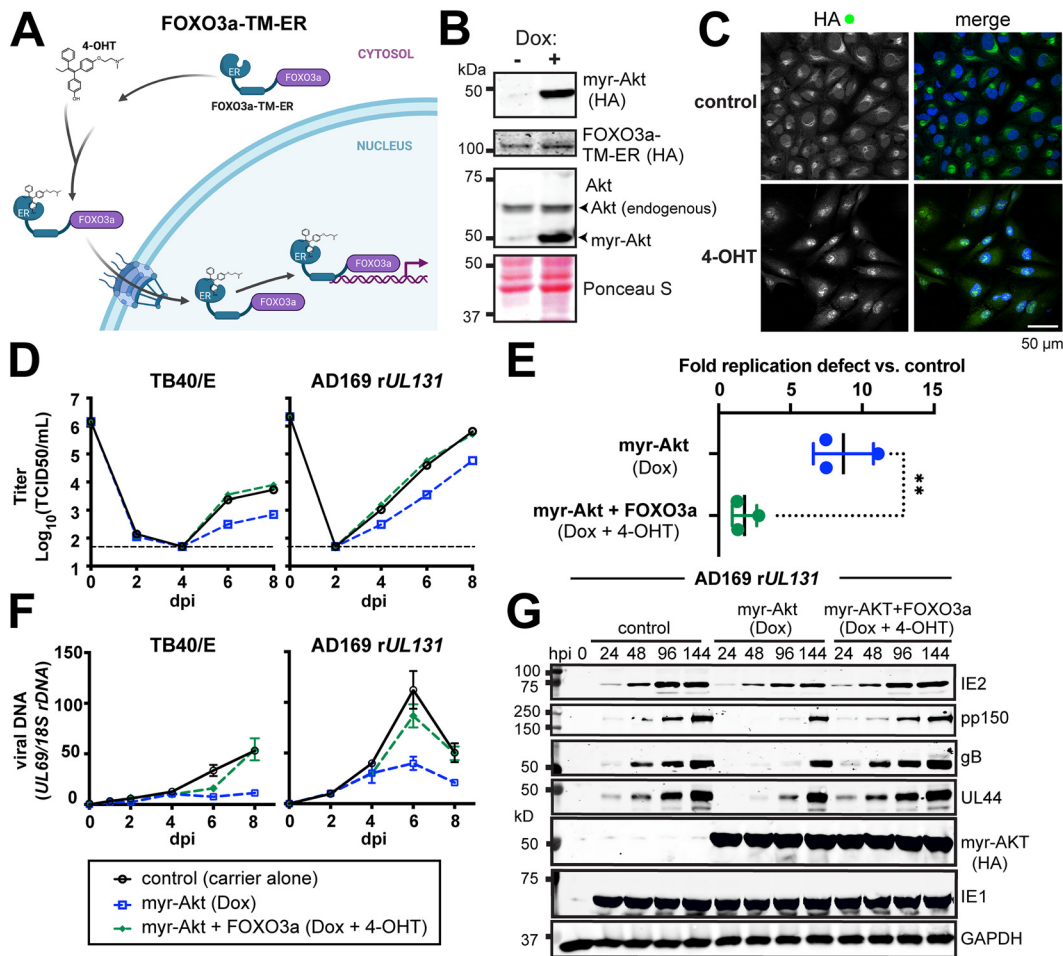 A
FOXO3a-TM-ER
4-OHT
OH
ER
FOXO3a
FOXO3a-TM-ER
CYTOSOL
NUCLEUS
ER
FOXO3a
ER
FOXO3a
ER
FOXO3a
B
Dox:
kDa
-
+
50
myr-Akt
(HA)
100
FOXO3a-
TM-ER (HA)
75
Akt
Akt (endogenous)
50
myr-Akt
50
37
Ponceau S
C
HA
merge
control
4-OHT
50 µm
D
TB40/E
AD169 rUL131
Titer
Log10(TCID50/mL)
7
6
5
4
3
2
1
0 2 4 6 8
dpi
0 2 4 6 8
dpi
E
Fold replication defect vs. control
0 5 10 15
myr-Akt
(Dox)
myr-Akt + FOXO3a
(Dox + 4-OHT)
**
F
TB40/E
AD169 rUL131
viral DNA
(UL69/18S rDNA)
150
100
50
0
0 2 4 6 8
dpi
0 2 4 6 8
dpi
control (carrier alone)
myr-Akt (Dox)
myr-Akt + FOXO3a (Dox + 4-OHT)
G
AD169 rUL131
control
myr-Akt
(Dox)
myr-AKT+FOXO3a
(Dox + 4-OHT)
hpi 0 24 48 96 144 24 48 96 144 24 48 96 144
100
75
IE2
250
150
pp150
50
gB
50
UL44
kD
50
myr-AKT
(HA)
75
IE1
37
GAPDH